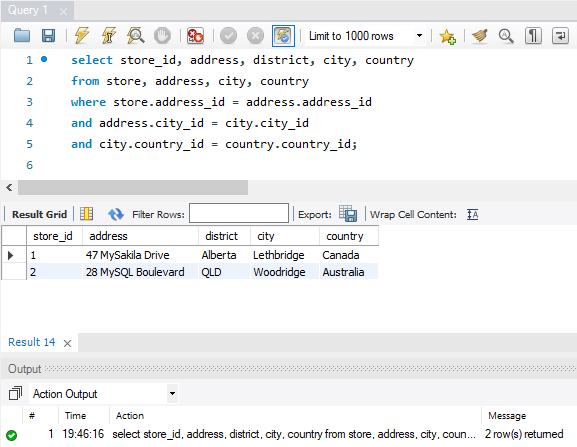 Query 1
Limit to 1000 rows
1 select store_id, address, district, city, country
2 from store, address, city, country
3 where store.address_id = address.address_id
4 and address.city_id = city.city_id
5 and city.country_id = country.country_id;
6
Result Grid Filter Rows: Export: Wrap Cell Content:
store_id address district city country
1 47 MySakila Drive Alberta Lethbridge Canada
2 28 MySQL Boulevard QLD Woodridge Australia
Result 14
Output
Action Output
# Time Action Message
1 19:46:16 select store_id, address, district, city, country from store, address, city, coun... 2 row(s) returned